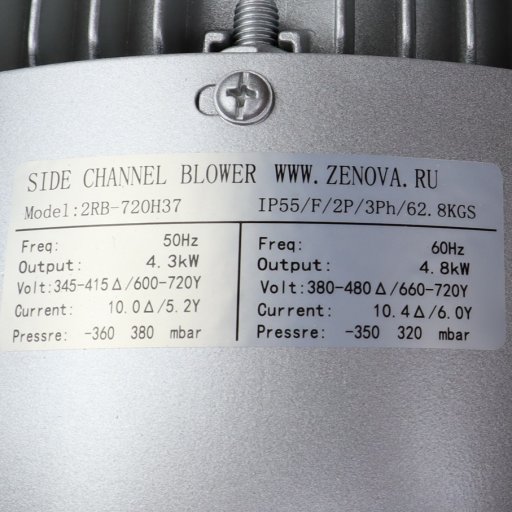 SIDE CHANNEL BLOWER WWW.ZENOVA.RU
Model:2RB-720H37 IP55/F/2P/3Ph/62.8KGS
Freq: 50Hz
Output: 4.3kW
Volt:345-415Δ/600-720Y
Current: 10.0Δ/5.2Y
Pressre: -360 380 mbar
Freq: 60Hz
Output: 4.8kW
Volt:380-480Δ/660-720Y
Current: 10.4Δ/6.0Y
Pressre: -350 320 mbar